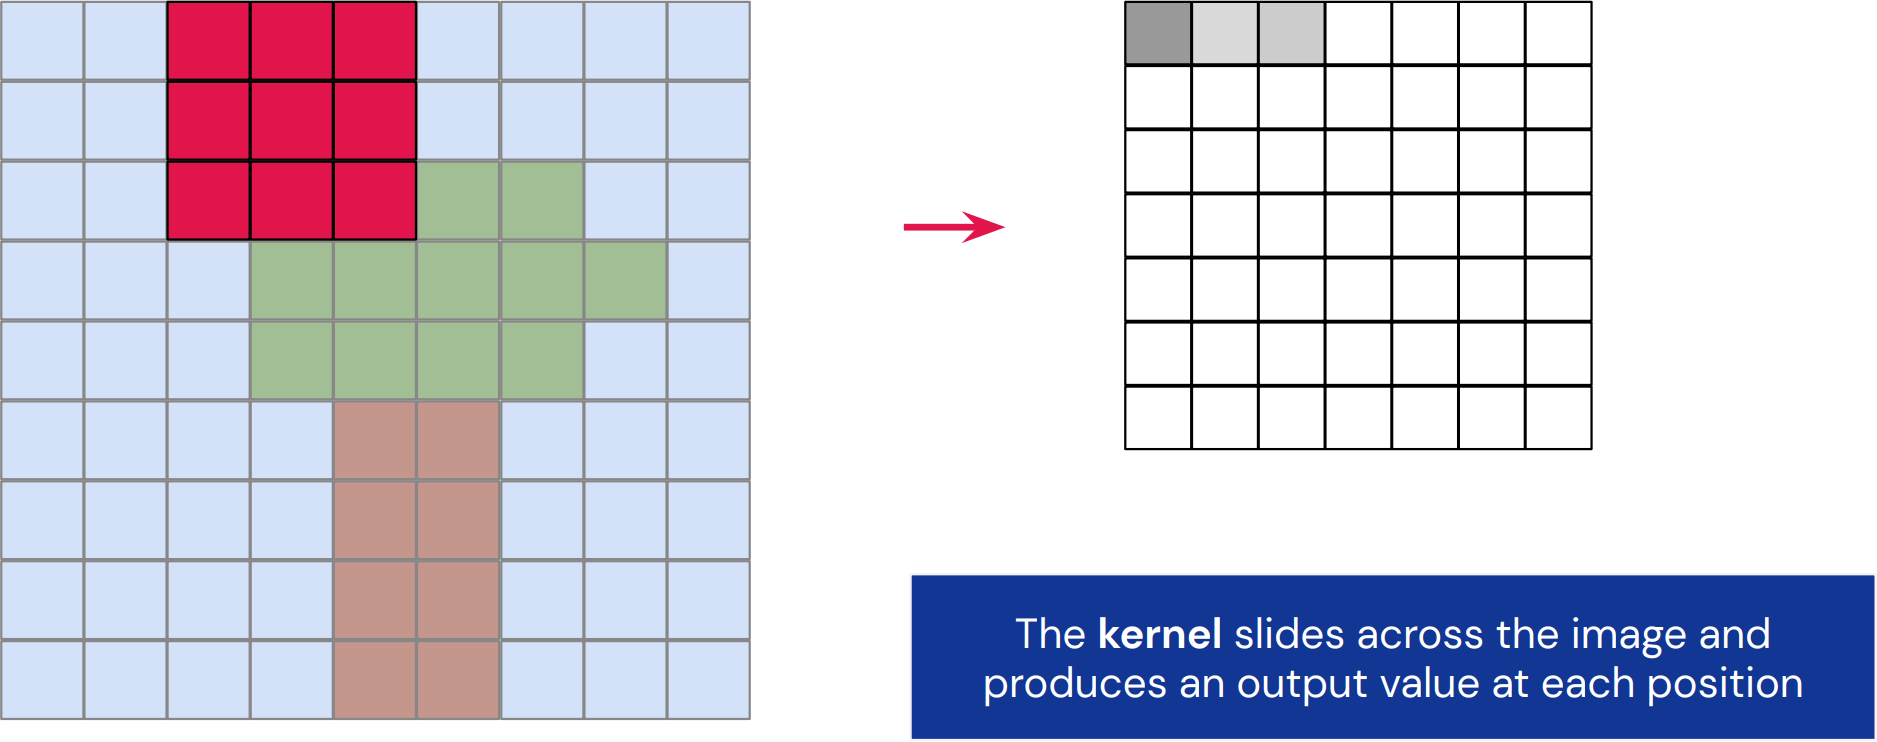 The kernel slides across the image and
produces an output value at each position